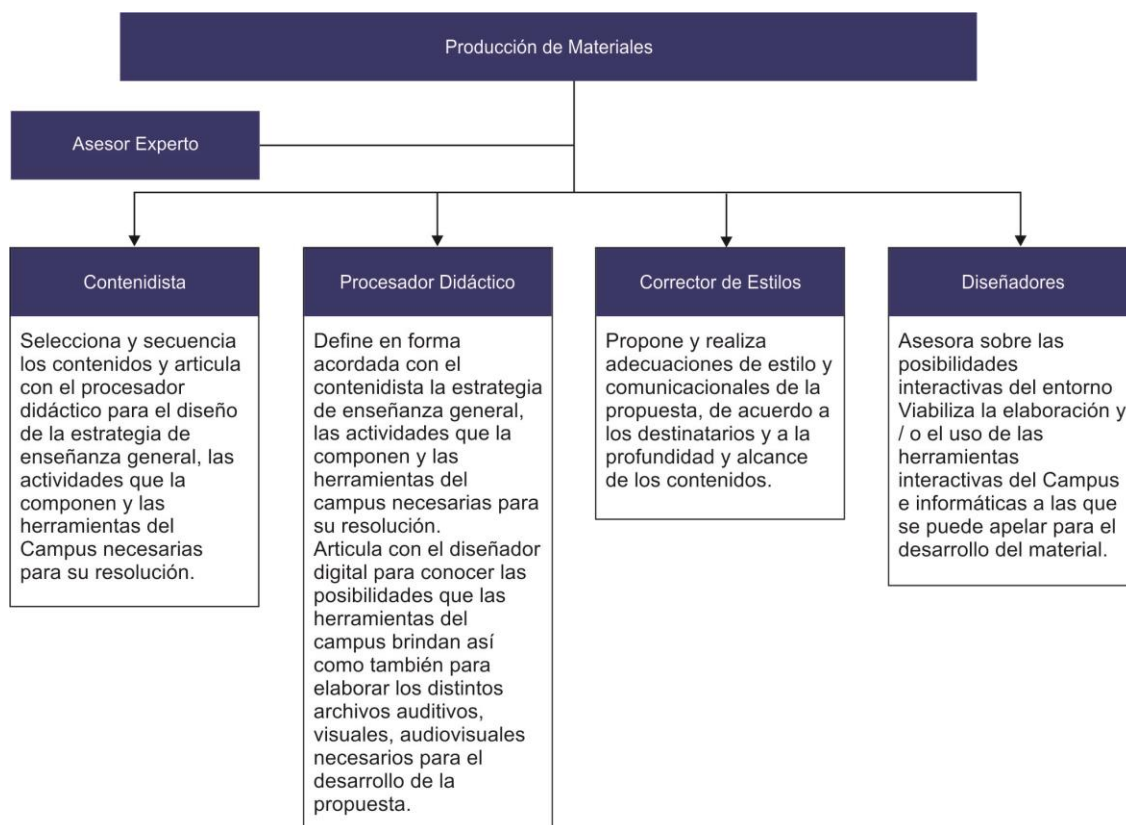 Producción de Materiales
Asesor Experto
Contenidista
Selecciona y secuencia
los contenidos y articula
con el procesador
didáctico para el diseño
de la estrategia de
enseñanza general, las
actividades que la
componen y las
herramientas del
Campus necesarias
para su resolución.
Procesador Didáctico
Define en forma
acordada con el
contenidista la estrategia
de enseñanza general,
las actividades que la
componen y las
herramientas del
campus necesarias para
su resolución.
Articula con el diseñador
digital para conocer las
posibilidades que las
herramientas del
campus brindan así
como también para
elaborar los distintos
archivos auditivos,
visuales, audiovisuales
necesarios para el
desarrollo de la
propuesta.
Corrector de Estilos
Propone y realiza
adecuaciones de estilo y
comunicacionales de la
propuesta, de acuerdo a
los destinatarios y a la
profundidad y alcance
de los contenidos.
Diseñadores
Asesora sobre las
posibilidades
interactivas del entorno
Viabiliza la elaboración y
/ o el uso de las
herramientas
interactivas del Campus
e informáticas a las que
se puede apelar para el
desarrollo del material.